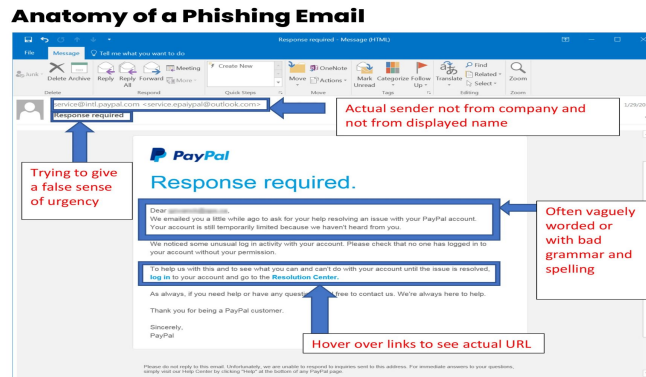 Anatomy of a Phishing Email
Response required - Message (HTML)
File Message Tell me what you want to do
Junk
Delete Archive
Reply Reply All Forward
Meeting
More
Create New
Move
OneNote
Actions
Mark Unread
Categorize
Follow Up
Translate
Find
Related
Select
Zoom
Delete Respond Quick Steps Move Tags Editing Zoom
service@intl.paypal.com <service.epaiypal@outlook.com>
Response required
Actual sender not from company and
not from displayed name
Trying to give
a false sense
of urgency
PayPal
Response required.
Dear
We emailed you a little while ago to ask for your help resolving an issue with your PayPal account.
Your account is still temporarily limited because we haven't heard from you.
We noticed some unusual log in activity with your account. Please check that no one has logged in to
your account without your permission.
To help us with this and to see what you can and can't do with your account until the issue is resolved,
log in to your account and go to the Resolution Center.
As always, if you need help or have any free to contact us. We're always here to help.
Thank you for being a PayPal customer.
Sincerely,
PayPal
Often vaguely
worded or
with bad
grammar and
spelling
Hover over links to see actual URL
Please do not reply to this email. Unfortunately, we are unable to respond to inquiries sent to this address. For immediate answers to your questions,
simply visit our Help Center by clicking "Help" at the bottom of any PayPal page.